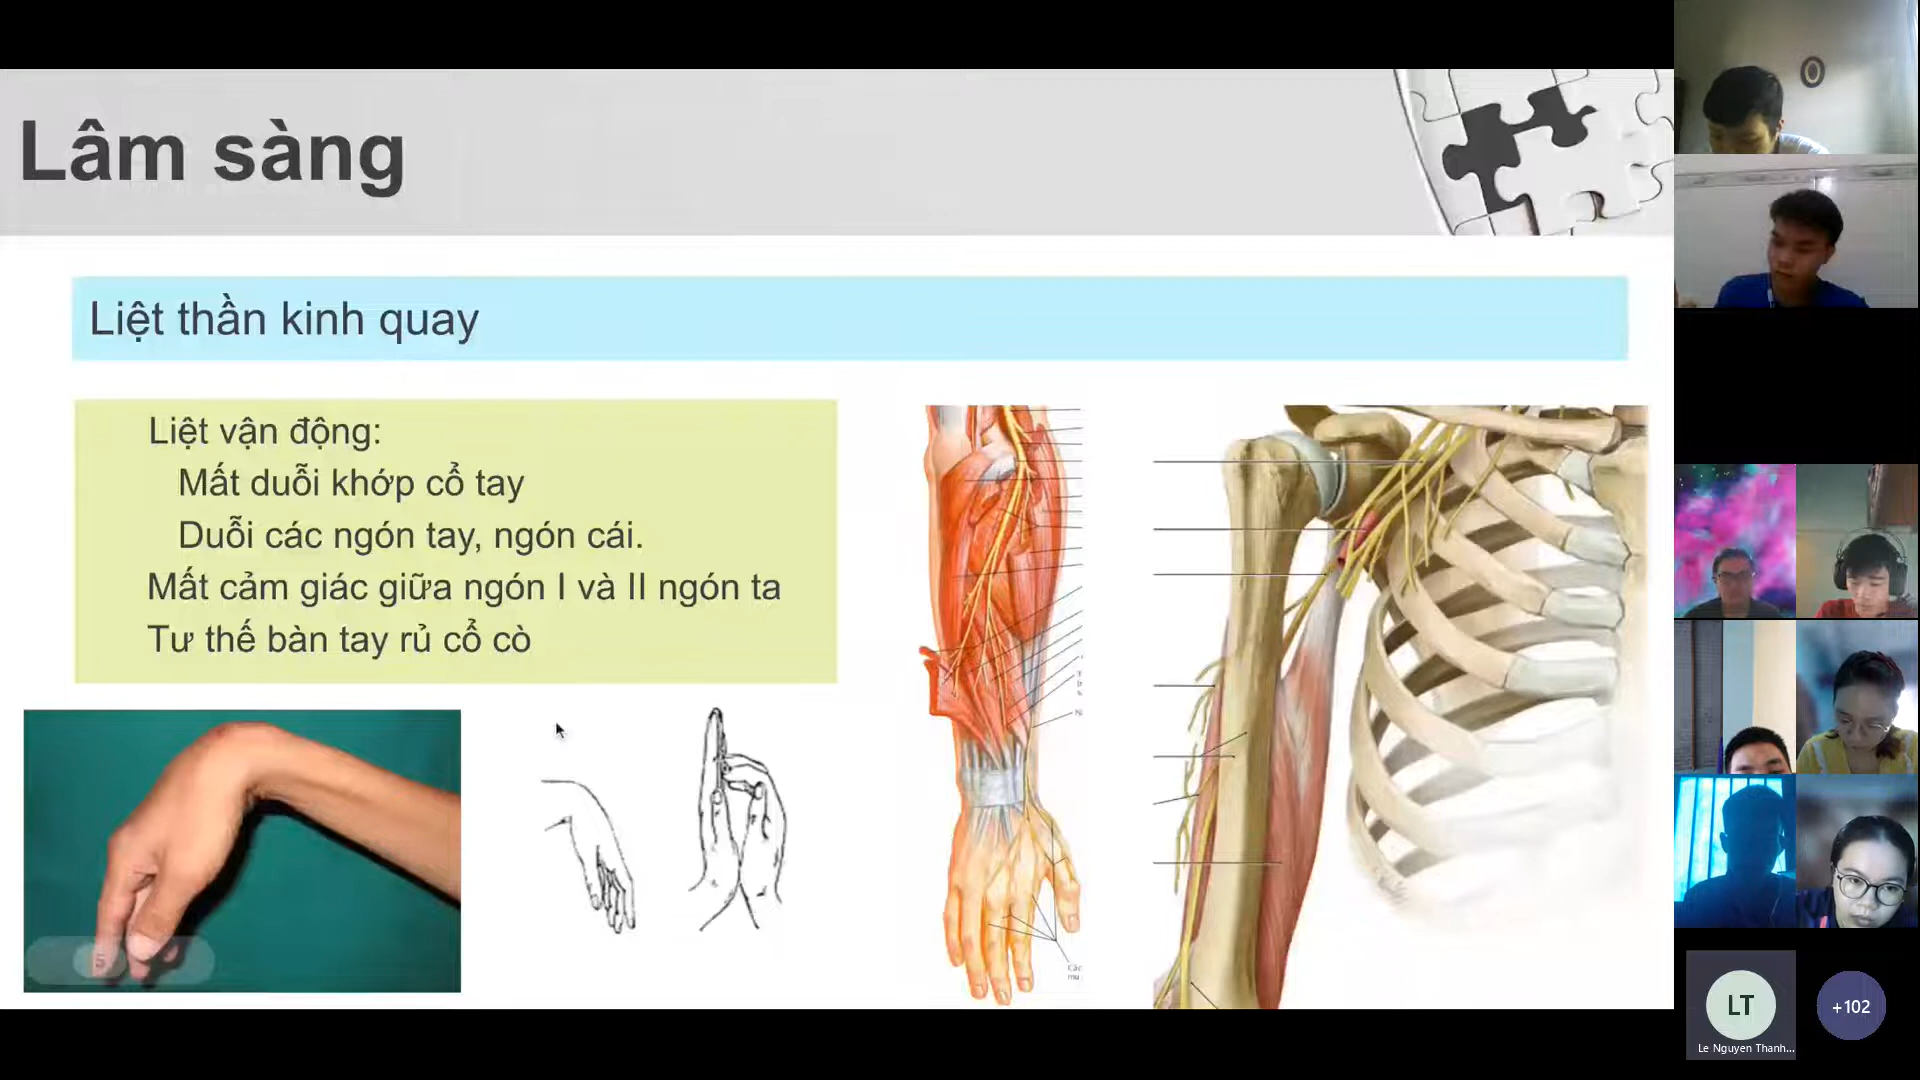 Lâm sàng
Liệt thần kinh quay
Liệt vận động:
Mất duỗi khớp cổ tay
Duỗi các ngón tay, ngón cái.
Mất cảm giác giữa ngón I và II ngón ta
Tư thế bàn tay rủ cổ cò
5
LT
Le Nguyen Thanh...
+102